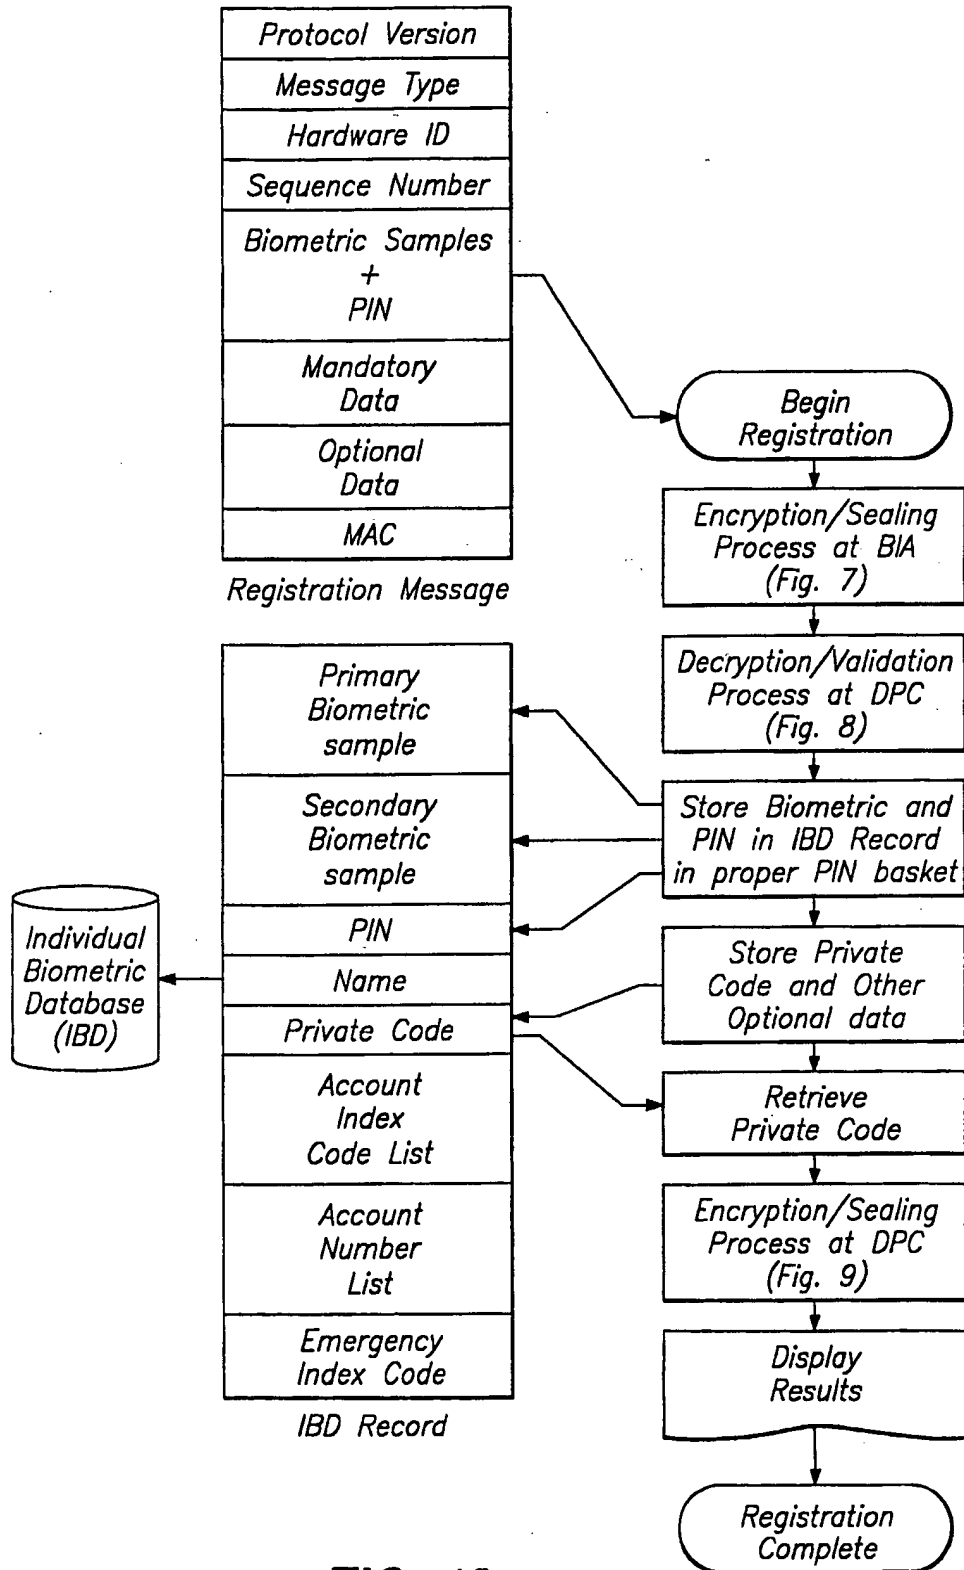 Protocol Version
Message Type
Hardware ID
Sequence Number
Biometric Samples
+
PIN
Mandatory
Data
Optional
Data
MAC
Registration Message
Primary
Biometric
sample
Secondary
Biometric
sample
PIN
Name
Private Code
Account
Index
Code List
Account
Number
List
Emergency
Index Code
IBD Record
Individual
Biometric
Database
(IBD)
Begin
Registration
Encryption/Sealing
Process at BIA
(Fig. 7)
Decryption/Validation
Process at DPC
(Fig. 8)
Store Biometric and
PIN in IBD Record
in proper PIN basket
Store Private
Code and Other
Optional data
Retrieve
Private Code
Encryption/Sealing
Process at DPC
(Fig. 9)
Display
Results
Registration
Complete